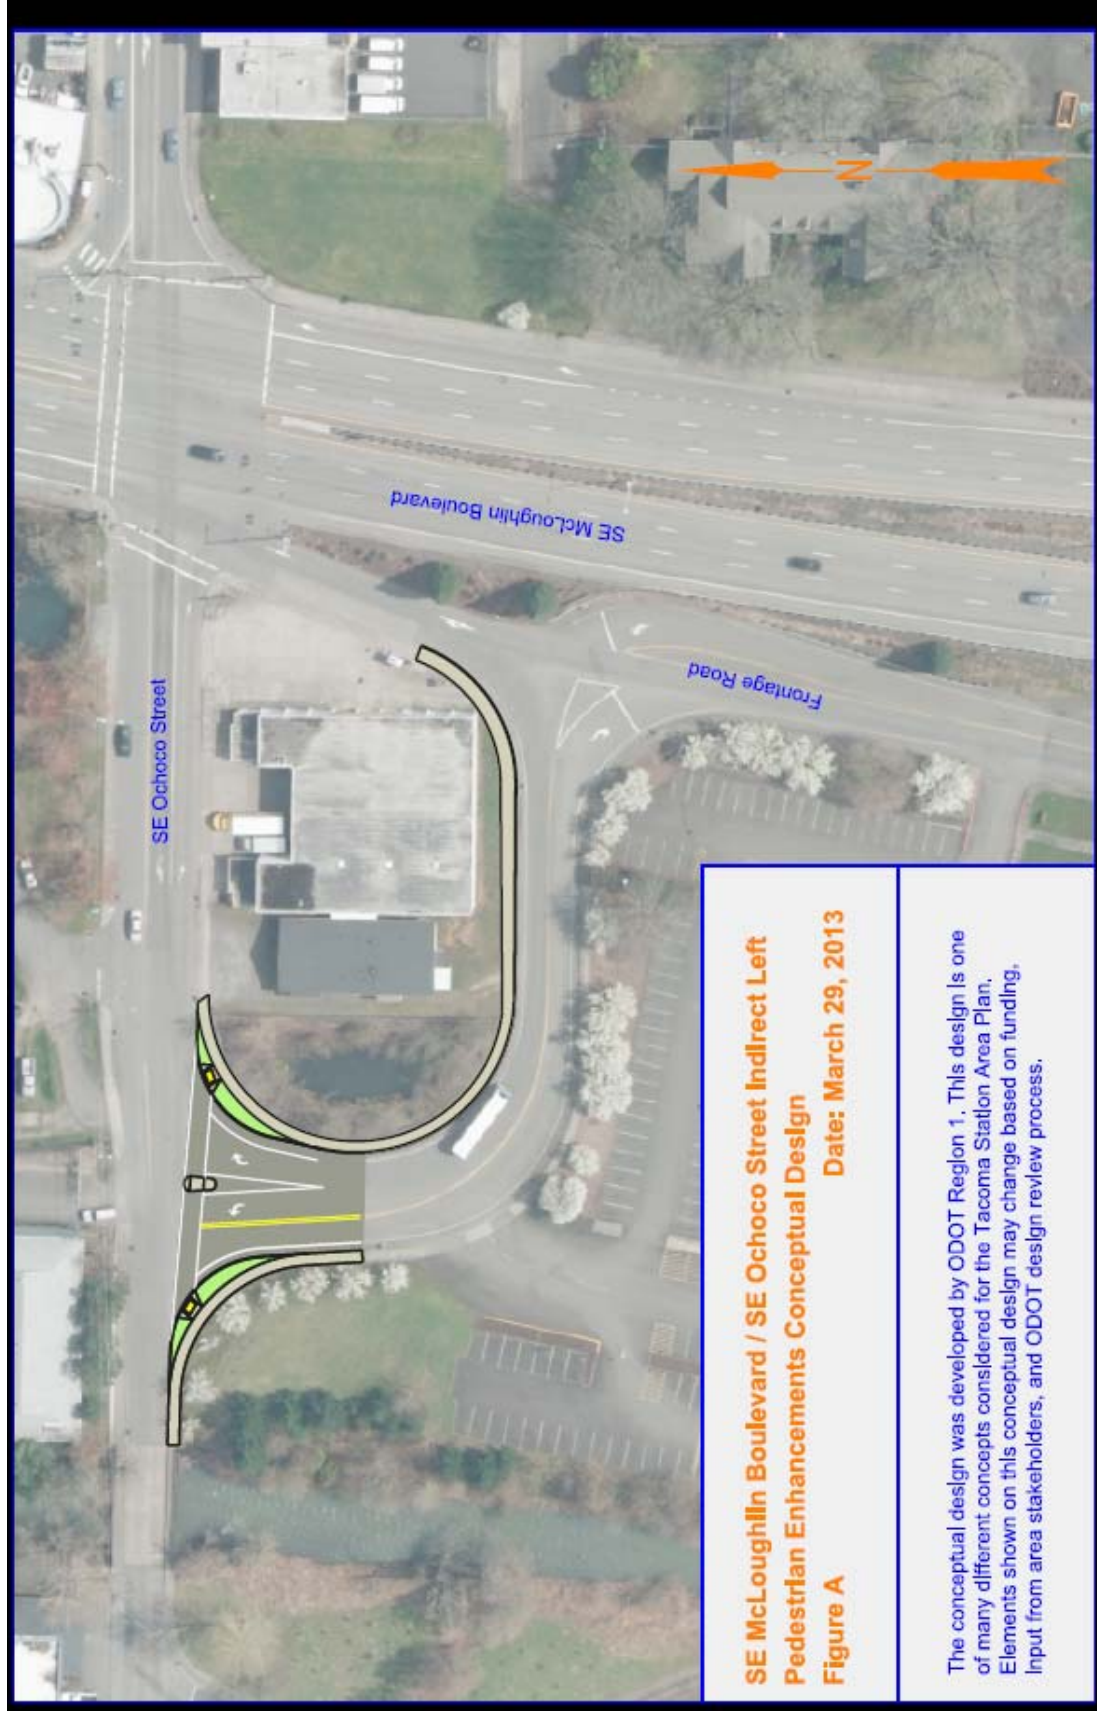 SE Ochoco Street
SE McLoughlin Boulevard
Frontage Road
N
SE McLoughlin Boulevard / SE Ochoco Street Indirect Left
Pedestrian Enhancements Conceptual Design
Figure A Date: March 29, 2013
The conceptual design was developed by ODOT Region 1. This design is one
of many different concepts considered for the Tacoma Station Area Plan.
Elements shown on this conceptual design may change based on funding,
input from area stakeholders, and ODOT design review process.